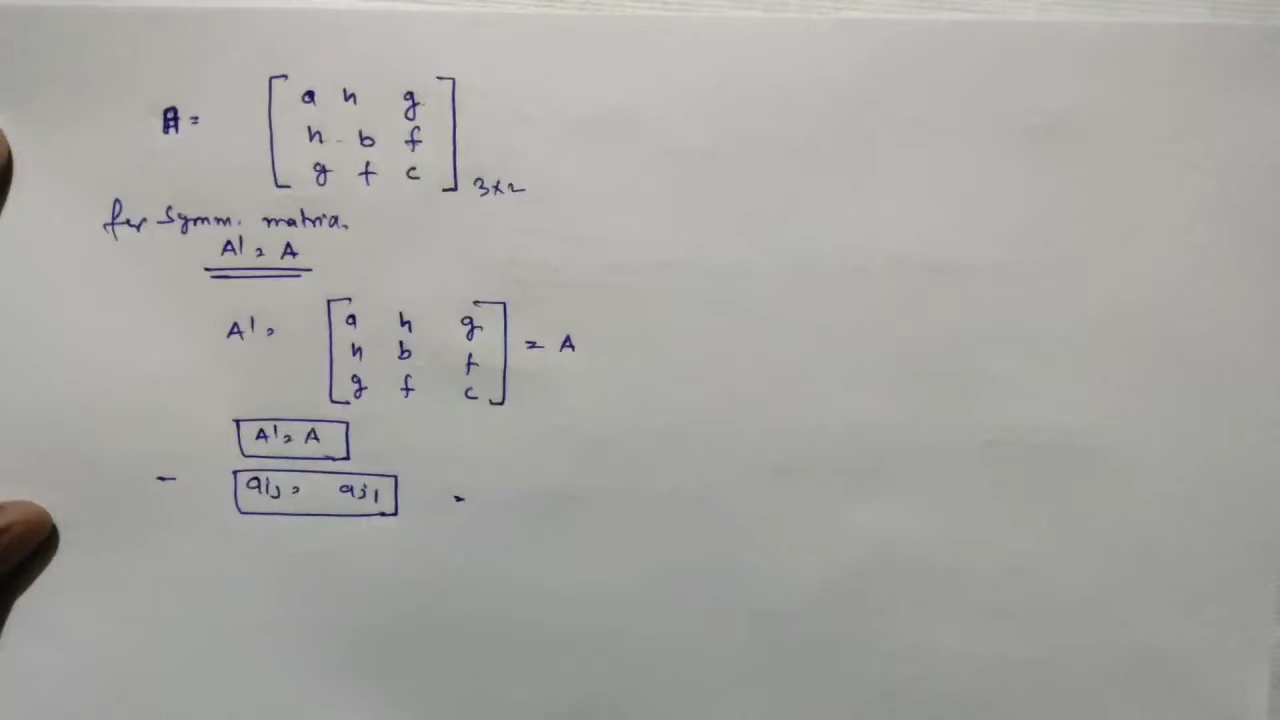 A = [ a h g
h b f
g f c ] 3×2
for Symm. matrix.
A' = A
A' = [ a h g
h b f
g f c ] = A
A' = A
- aij = aji =